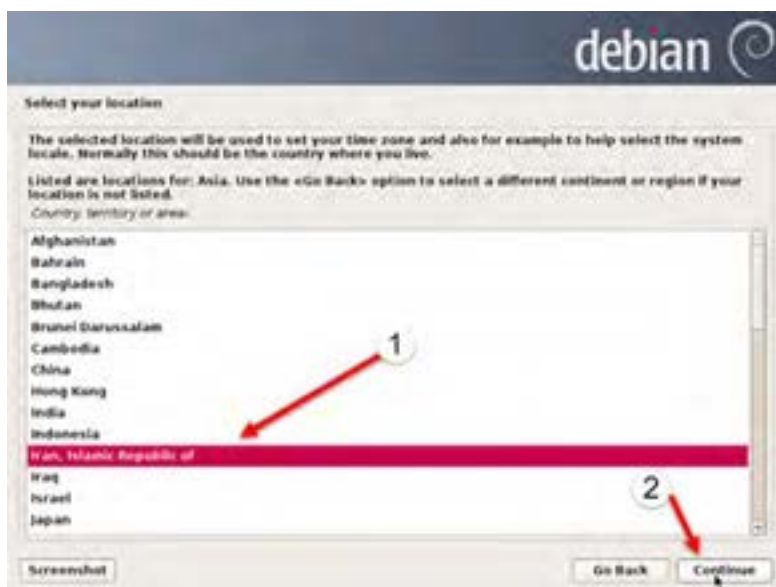 debian
Select your location
The selected location will be used to set your time zone and also for example to help select the system
locale. Normally this should be the country where you live.
Listed are locations for: Asia. Use the «Go Back» option to select a different continent or region if your
location is not listed.
Country, territory or area:
Afghanistan
Bahrain
Bangladesh
Bhutan
Brunei Darussalam
Cambodia
1
China
Hong Kong
India
Indonesia
Iran, Islamic Republic of
Iraq
2
Israel
Japan
Screenshot
Go Back
Continue